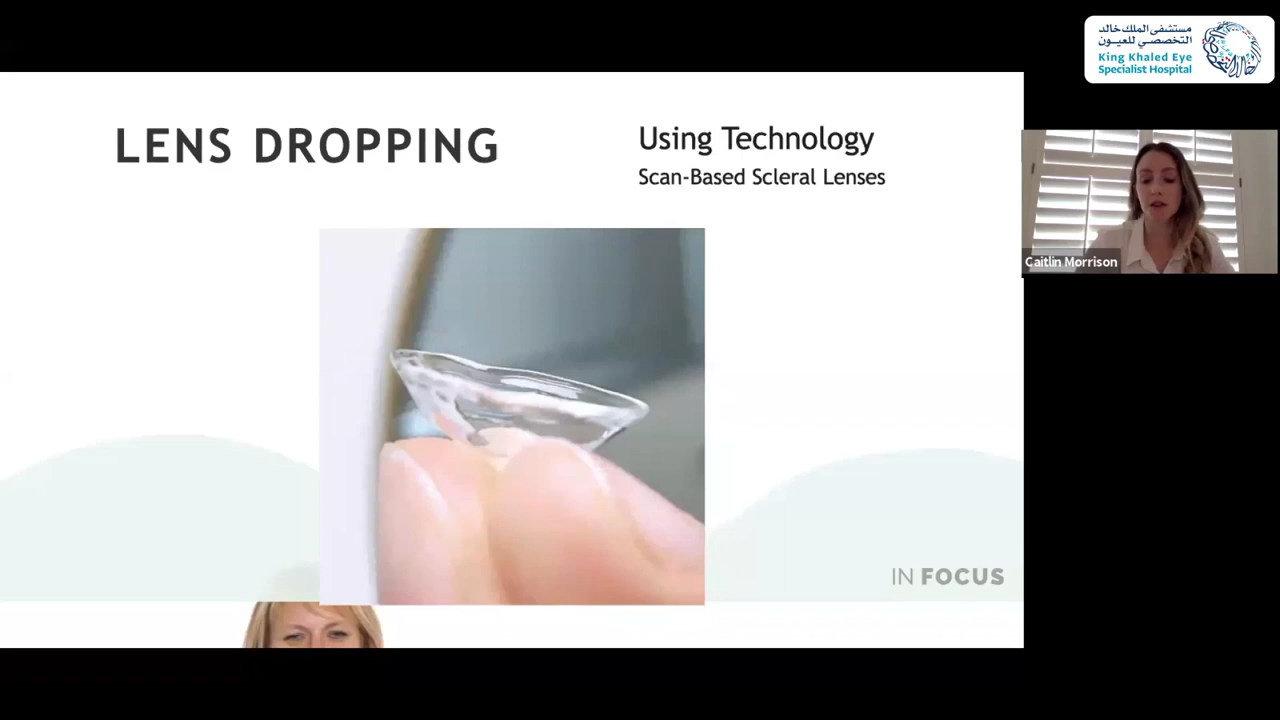 مستشفى الملك خالد
التخصصي للعيون
King Khaled Eye
Specialist Hospital
LENS DROPPING
Using Technology
Scan-Based Scleral Lenses
Caitlin Morrison
IN FOCUS